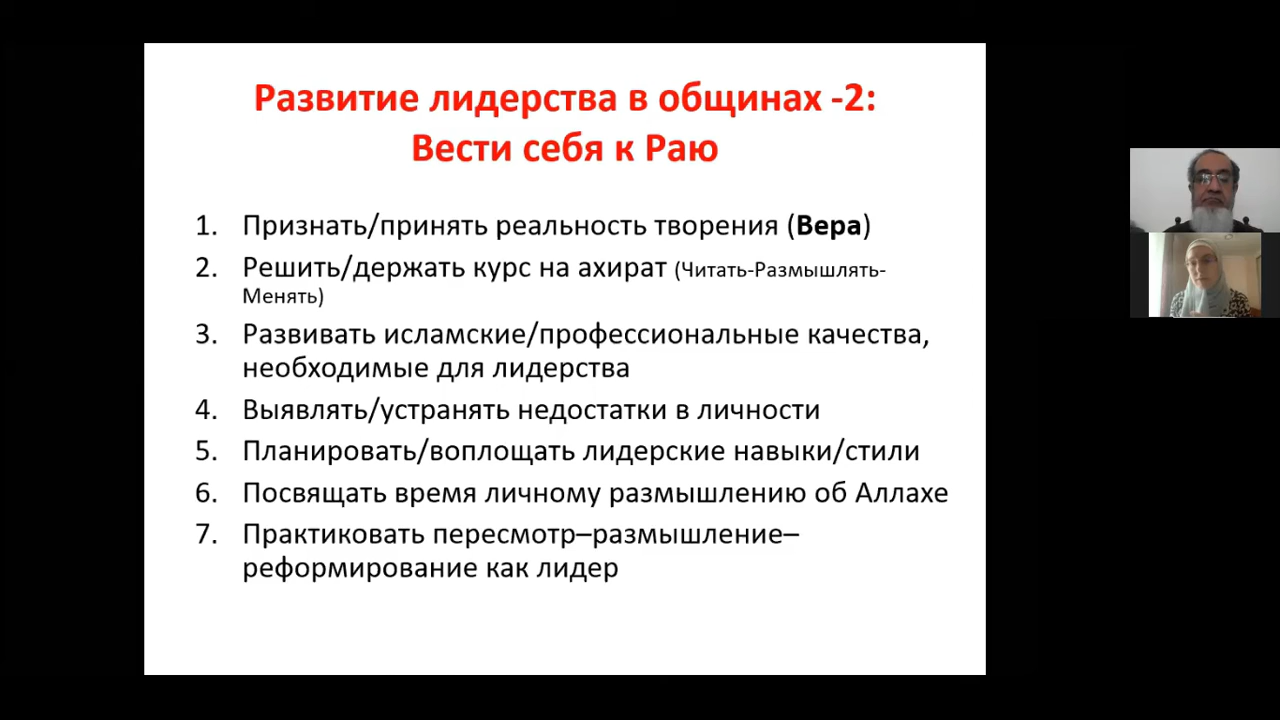 Развитие лидерства в общинах -2:
Вести себя к Раю
1. Признать/принять реальность творения (Вера)
2. Решить/держать курс на ахират (Читать-Размышлять-
Менять)
3. Развивать исламские/профессиональные качества,
необходимые для лидерства
4. Выявлять/устранять недостатки в личности
5. Планировать/воплощать лидерские навыки/стили
6. Посвящать время личному размышлению об Аллахе
7. Практиковать пересмотр–размышление–
реформирование как лидер